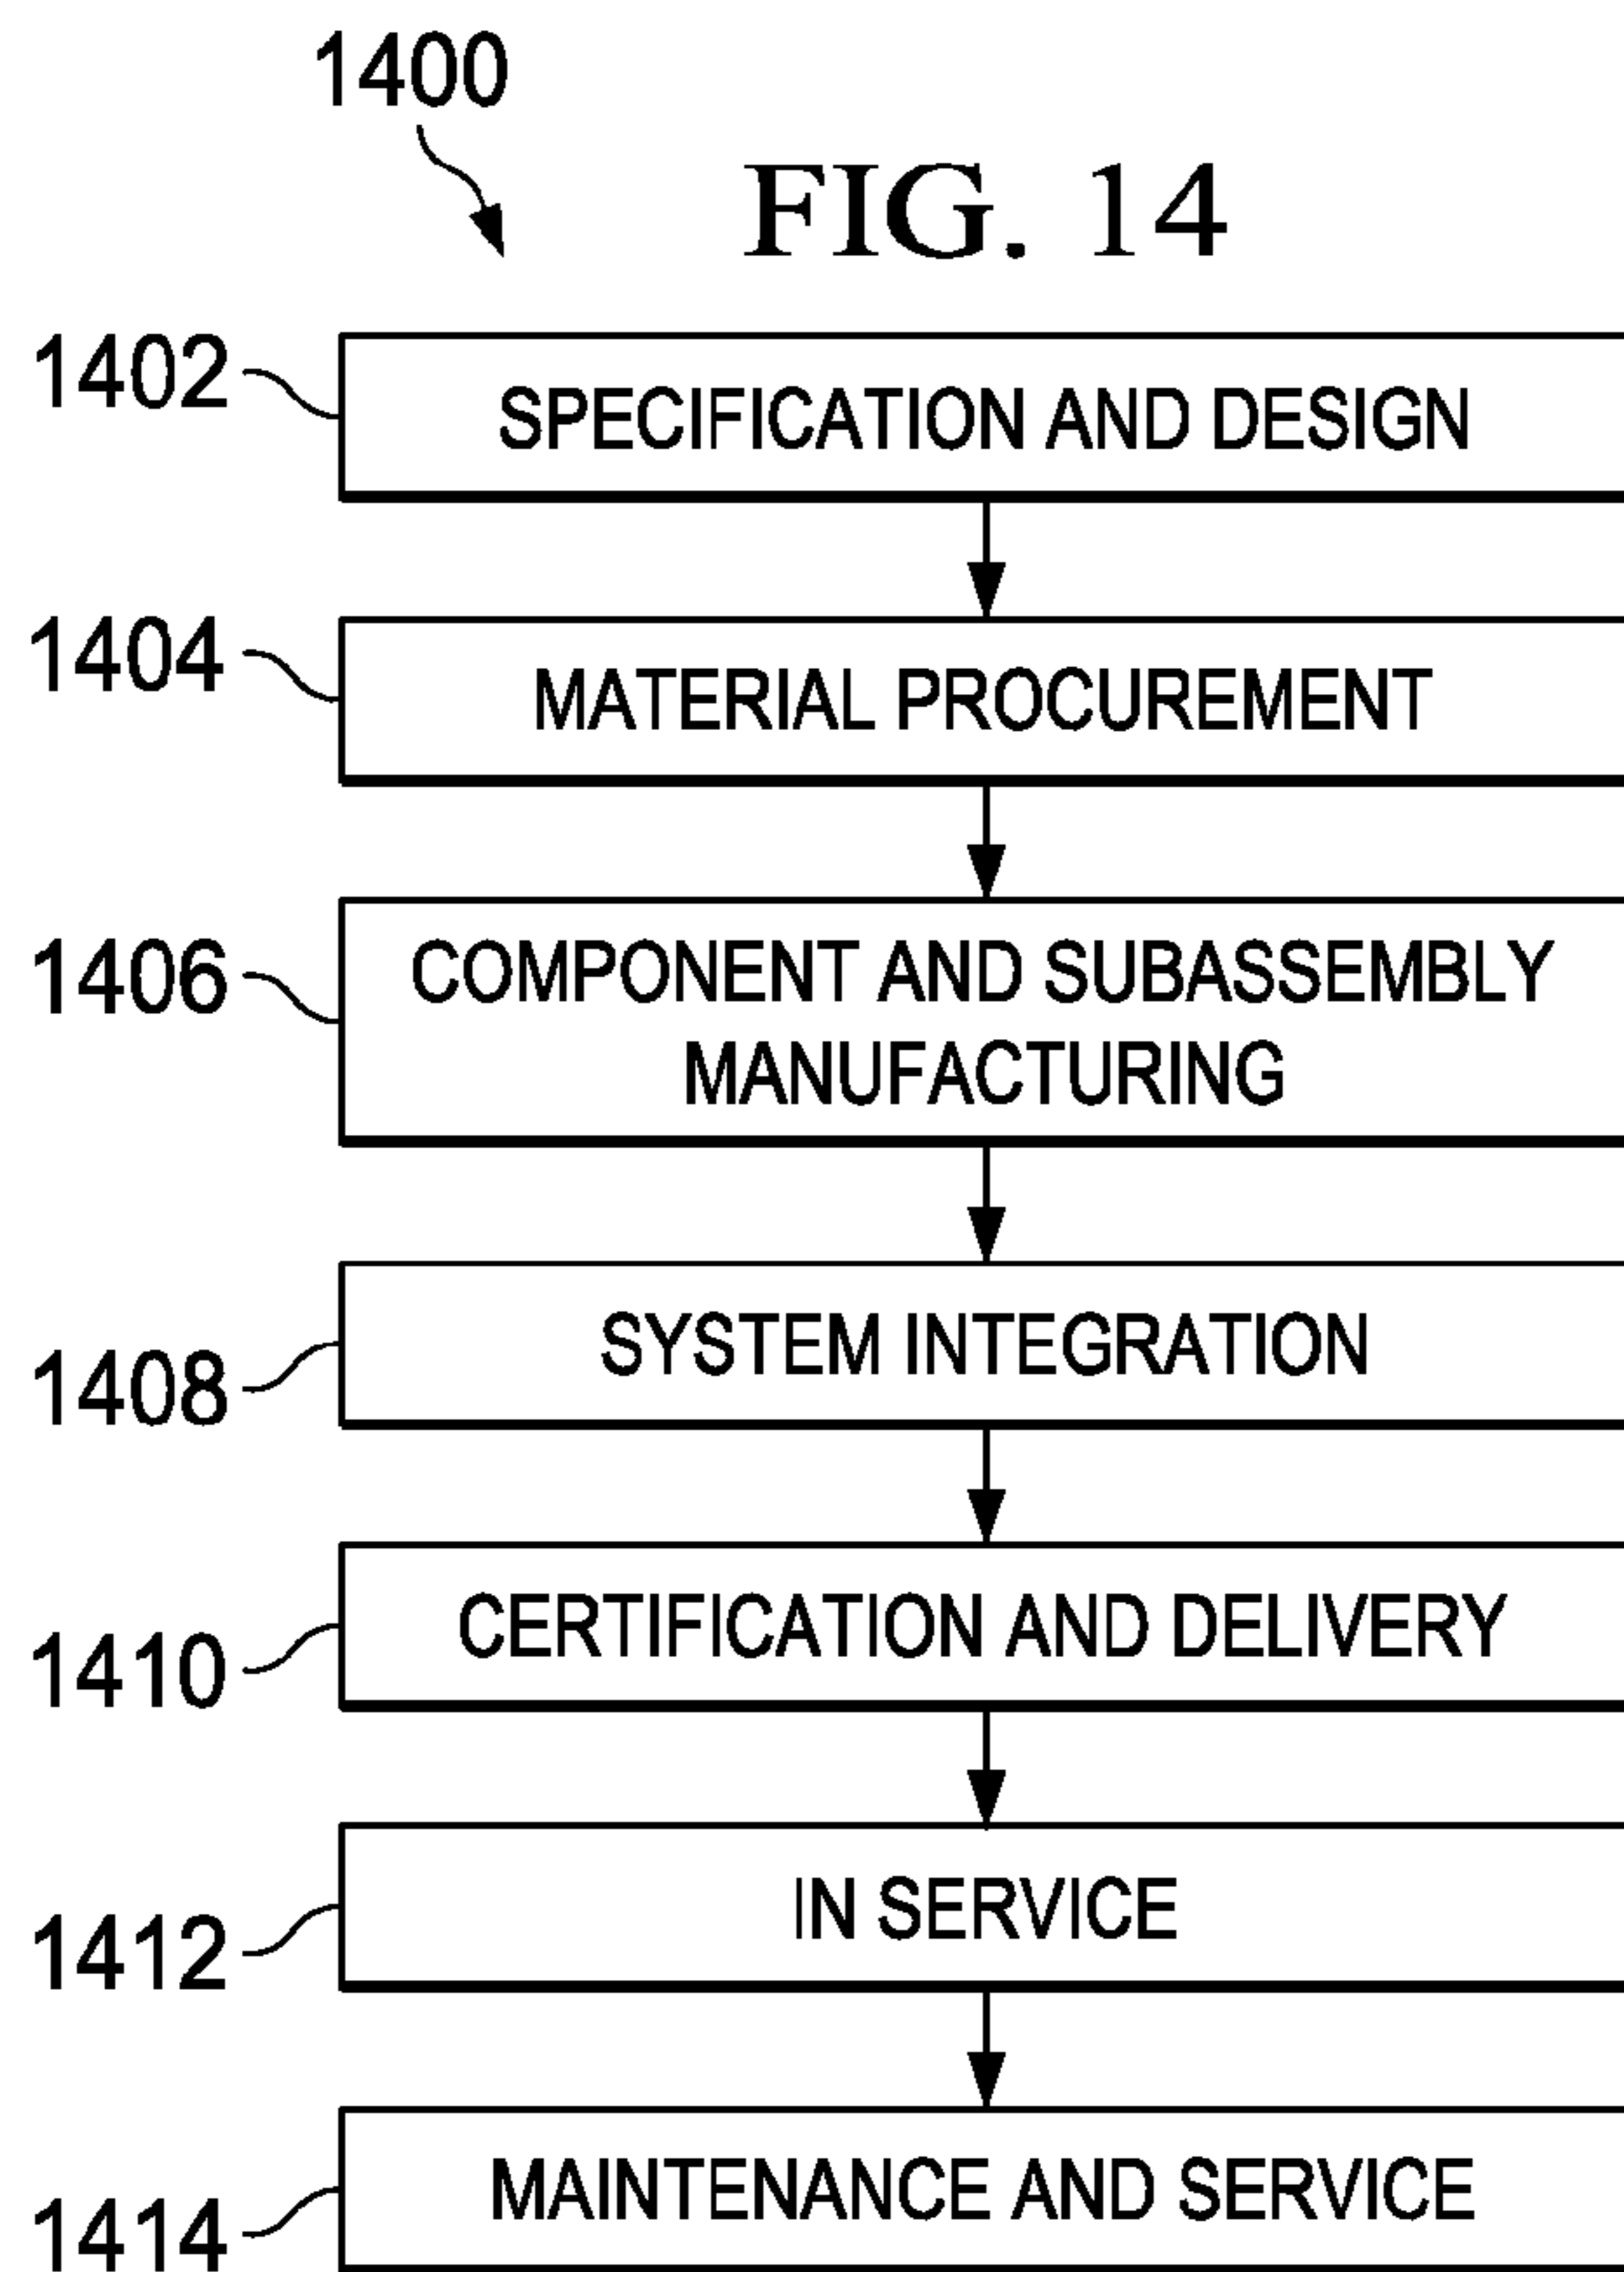 1400
FIG. 14
1402
SPECIFICATION AND DESIGN
1404
MATERIAL PROCUREMENT
1406
COMPONENT AND SUBASSEMBLY
MANUFACTURING
1408
SYSTEM INTEGRATION
1410
CERTIFICATION AND DELIVERY
1412
IN SERVICE
1414
MAINTENANCE AND SERVICE